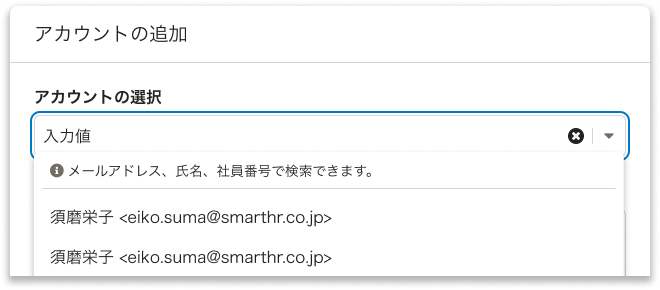 アカウントの追加
アカウントの選択
入力値
メールアドレス、氏名、社員番号で検索できます。
須磨栄子 <eiko.suma@smarthr.co.jp>
須磨栄子 <eiko.suma@smarthr.co.jp>